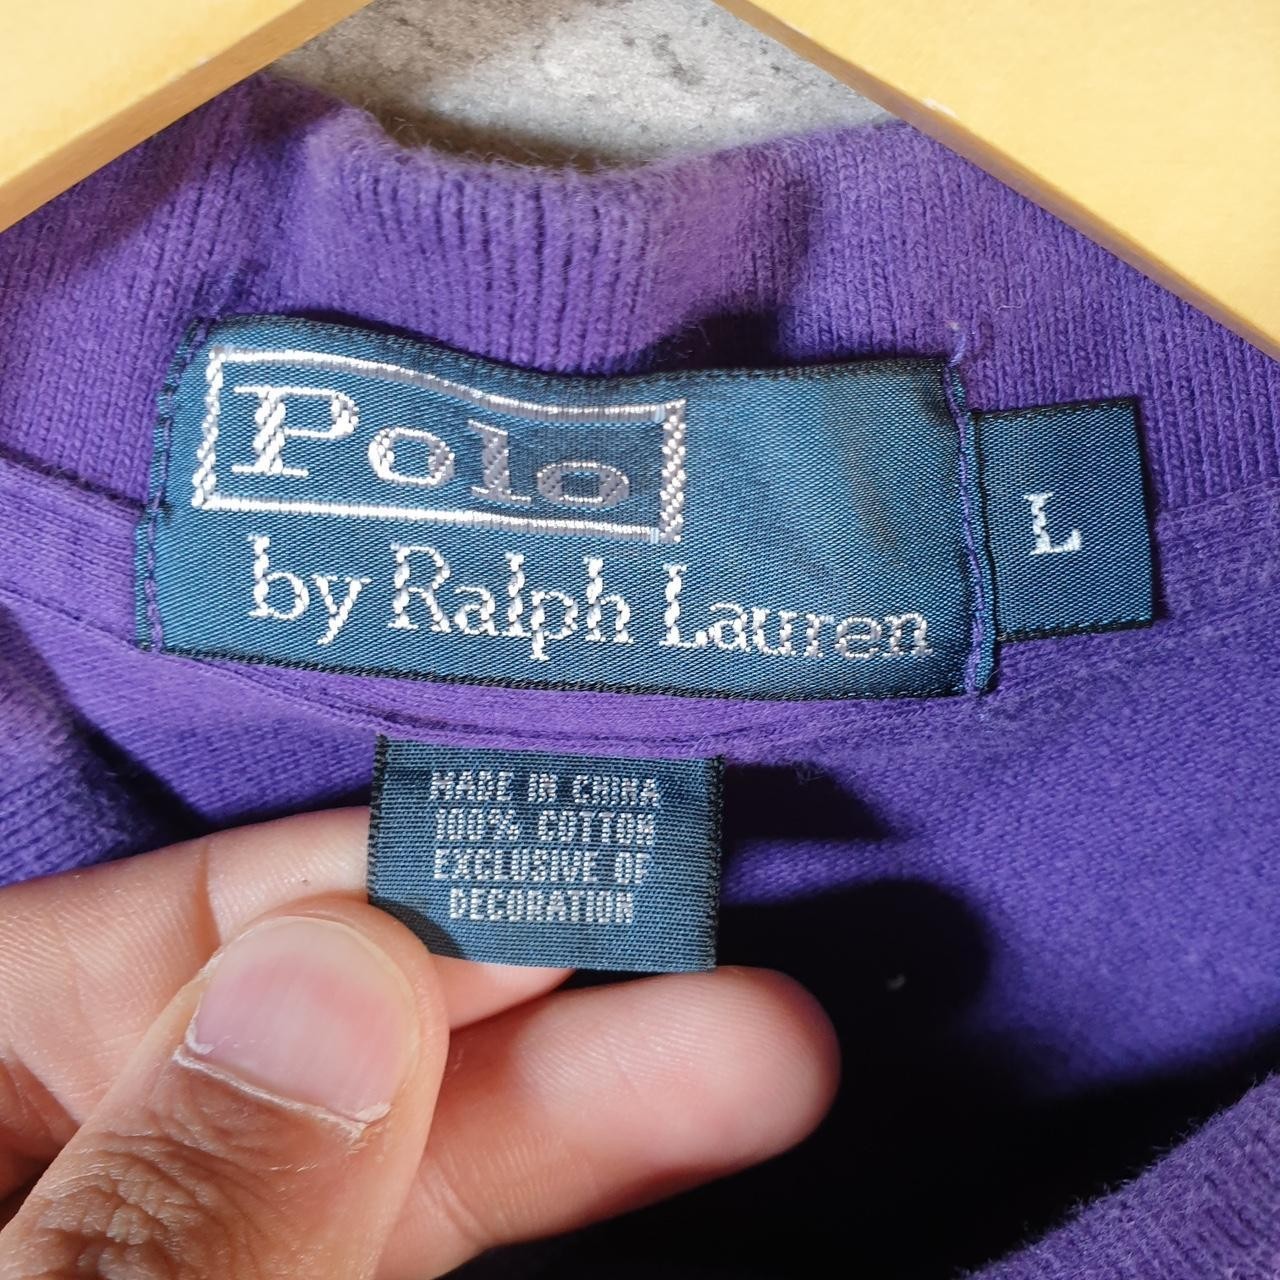 Polo
by Ralph Lauren
L
MADE IN CHINA
100% COTTON
EXCLUSIVE OF
DECORATION